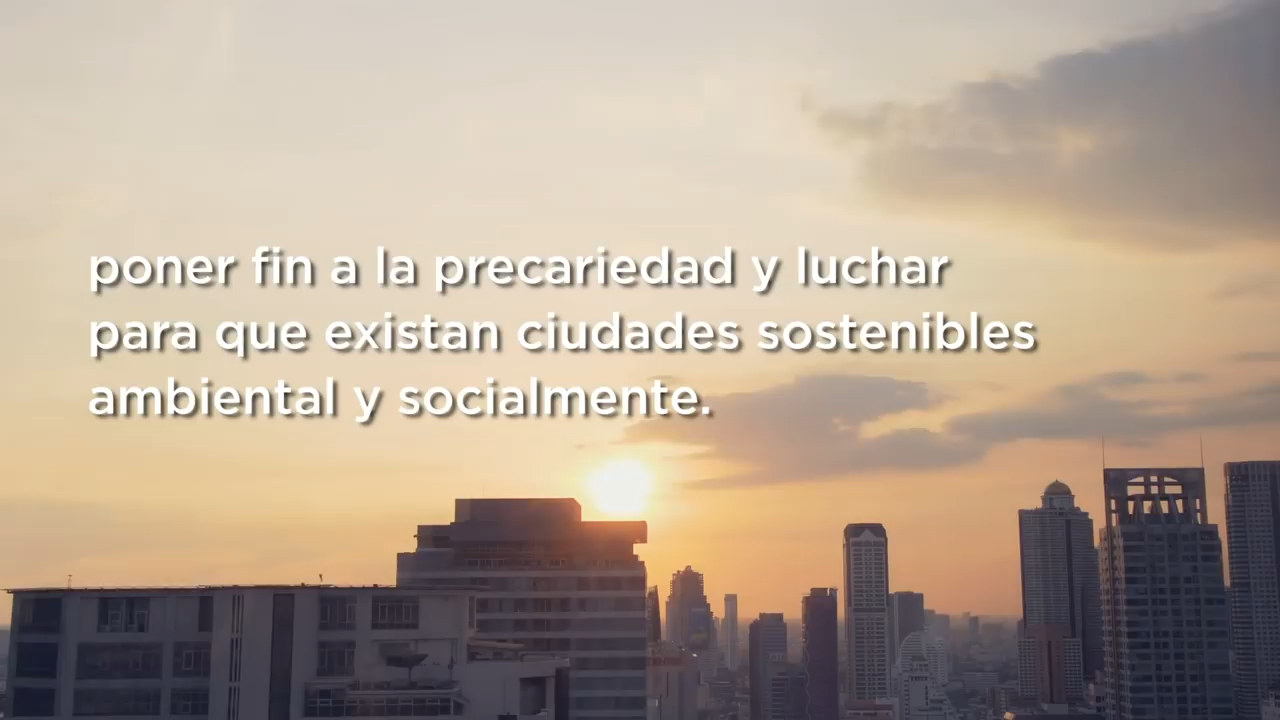 poner fin a la precariedad y luchar
para que existan ciudades sostenibles
ambiental y socialmente.